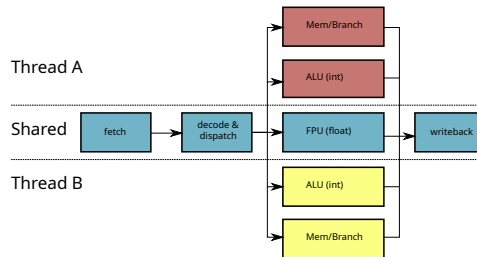 Mem/Branch
Thread A
ALU (int)
Shared
fetch
decode &
dispatch
FPU (float)
writeback
Thread B
ALU (int)
Mem/Branch